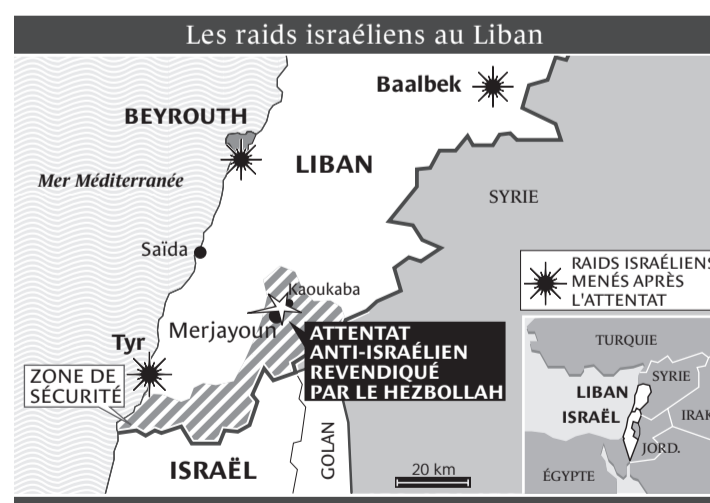 Les raids israéliens au Liban
Baalbek
BEYROUTH
LIBAN
Mer Méditerranée
SYRIE
Saïda
RAIDS ISRAÉLIENS
MENÉS APRÈS
L'ATTENTAT
Kaoukaba
Merjayoun
Tyr
ATTENTAT
ANTI-ISRAÉLIEN
REVENDIQUÉ
PAR LE HEZBOLLAH
ZONE DE
SÉCURITÉ
ISRAËL
GOLAN
20 km
TURQUIE
SYRIE
LIBAN
ISRAËL
IRAK
JORD.
ÉGYPTE